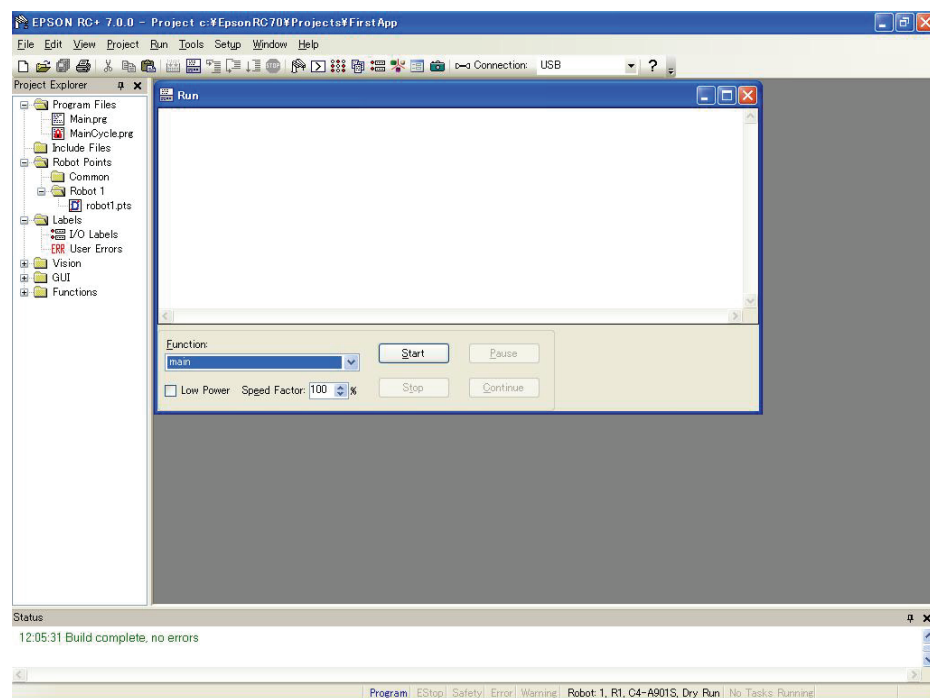 EPSON RC+ 7.0.0 - Project c:¥EpsonRC70¥Projects¥FirstApp
File Edit View Project Run Tools Setup Window Help
Connection: USB
Project Explorer
Program Files
Main.prg
MainCycle.prg
Include Files
Robot Points
Common
Robot 1
robot1.pts
Labels
I/O Labels
ERR User Errors
Vision
GUI
Functions
Run
Function:
main
Start
Pause
Low Power Speed Factor: 100 %
Stop
Continue
Status
12:05:31 Build complete, no errors
Program EStop Safety Error Warning Robot: 1, R1, C4-A901S, Dry Run No Tasks Running